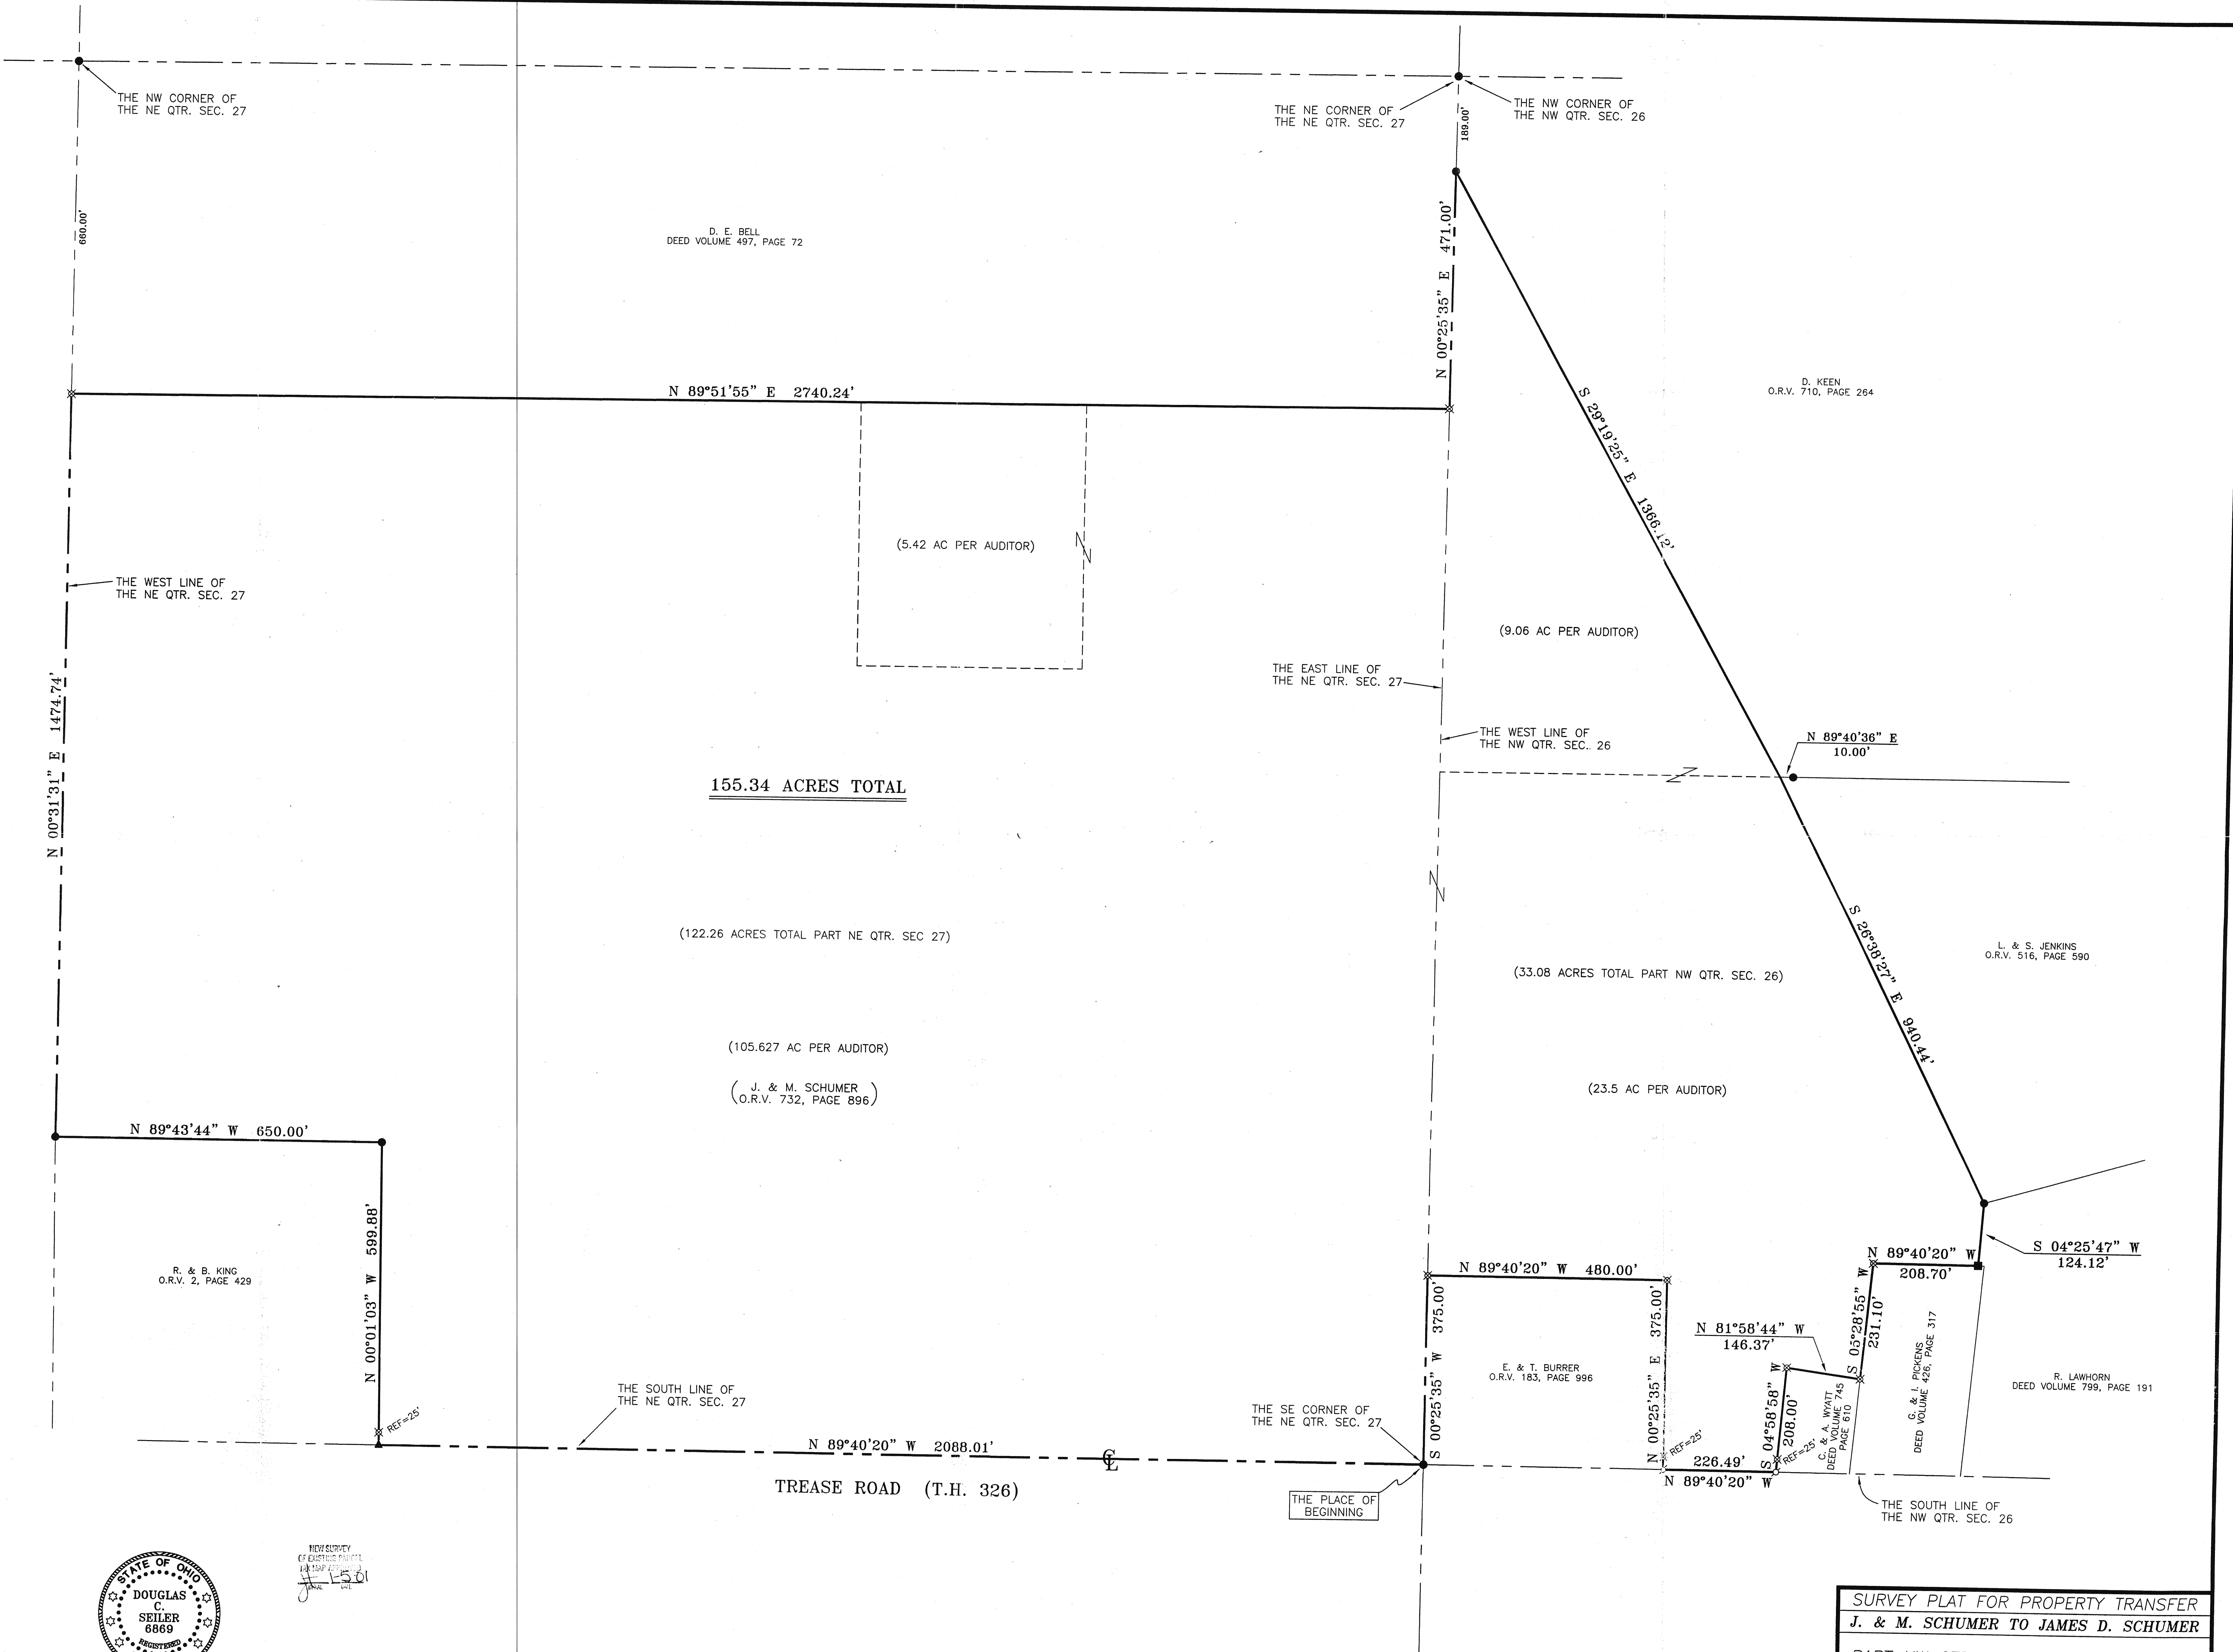 THE NW CORNER OF
THE NE QTR. SEC. 27
THE NE CORNER OF
THE NE QTR. SEC. 27
THE NW CORNER OF
THE NW QTR. SEC. 26
189.00'
660.00'
D. E. BELL
DEED VOLUME 497, PAGE 72
N 00°25'35" E 471.00'
N 89°51'55" E 2740.24'
S 29°19'25" E 1366.12'
D. KEEN
O.R.V. 710, PAGE 264
(5.42 AC PER AUDITOR)
THE WEST LINE OF
THE NE QTR. SEC. 27
(9.06 AC PER AUDITOR)
THE EAST LINE OF
THE NE QTR. SEC. 27
N 00°31'31" E 1474.74'
THE WEST LINE OF
THE NW QTR. SEC. 26
N 89°40'36" E
10.00'
155.34 ACRES TOTAL
(122.26 ACRES TOTAL PART NE QTR. SEC 27)
(33.08 ACRES TOTAL PART NW QTR. SEC. 26)
S 26°38'27" E 940.44'
L. & S. JENKINS
O.R.V. 516, PAGE 590
(105.627 AC PER AUDITOR)
(J. & M. SCHUMER
O.R.V. 732, PAGE 896)
(23.5 AC PER AUDITOR)
N 89°43'44" W 650.00'
N 00°01'03" W 599.88'
R. & B. KING
O.R.V. 2, PAGE 429
REF=25'
THE SOUTH LINE OF
THE NE QTR. SEC. 27
N 89°40'20" W 2088.01'
CL
TREASE ROAD (T.H. 326)
THE SE CORNER OF
THE NE QTR. SEC. 27
THE PLACE OF
BEGINNING
N 89°40'20" W 480.00'
S 00°25'35" W 375.00'
E. & T. BURRER
O.R.V. 183, PAGE 996
N 00°25'35" E 375.00'
REF=25'
226.49'
N 89°40'20" W
S 04°58'58" W
208.00'
REF=25'
N 81°58'44" W
146.37'
C. & A. WYATT
DEED VOLUME 745
PAGE 610
S 05°28'55" W
231.10'
N 89°40'20" W
208.70'
S 04°25'47" W
124.12'
G. & I. PICKENS
DEED VOLUME 426, PAGE 317
R. LAWHORN
DEED VOLUME 799, PAGE 191
THE SOUTH LINE OF
THE NW QTR. SEC. 26
NEW SURVEY
OF EXISTING PARCEL
1-5-01
STATE OF OHIO
DOUGLAS
C.
SEILER
6869
REGISTERED
SURVEY PLAT FOR PROPERTY TRANSFER
J. & M. SCHUMER TO JAMES D. SCHUMER